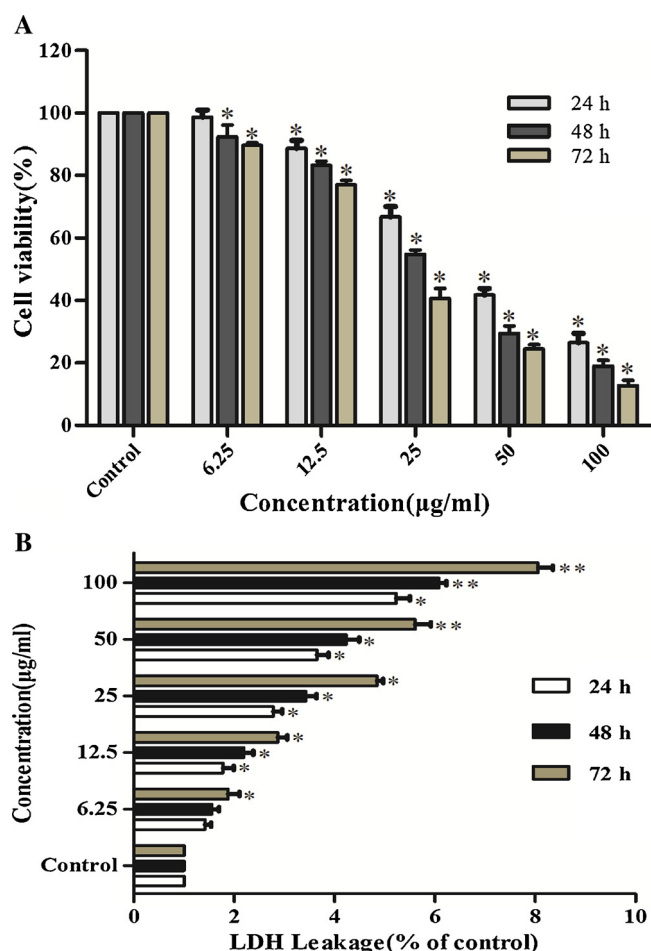 A
120
100
80
60
40
20
0
Cell viability(%)
24 h
48 h
72 h
* *
* * *
* * *
* * *
* * *
Control
6.25
12.5
25
50
100
Concentration(μg/ml)
B
Concentration(μg/ml)
100
50
25
12.5
6.25
Control
**
**
*
**
*
*
*
*
*
*
*
*
*
24 h
48 h
72 h
0 2 4 6 8 10
LDH Leakage(% of control)